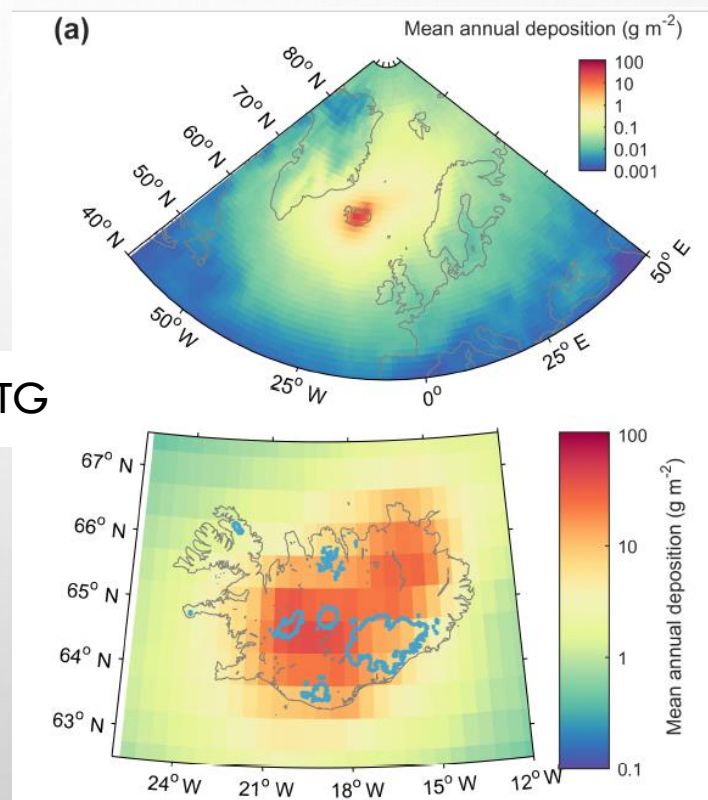 (a)
Mean annual deposition (g m⁻²)
100
10
1
0.1
0.01
0.001
80° N
70° N
60° N
50° N
40° N
50° W
25° W
0°
25° E
50° E
TG
67° N
66° N
65° N
64° N
63° N
24° W
21° W
18° W
15° W
12° W
100
10
1
0.1
Mean annual deposition (g m⁻²)